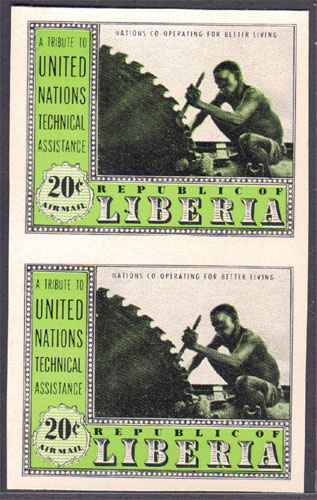 NATIONS CO-OPERATING FOR BETTER LIVING
A TRIBUTE TO
UNITED
NATIONS
TECHNICAL
ASSISTANCE
20¢
AIRMAIL
REPUBLIC OF
LIBERIA
NATIONS CO-OPERATING FOR BETTER LIVING
A TRIBUTE TO
UNITED
NATIONS
TECHNICAL
ASSISTANCE
20¢
AIRMAIL
REPUBLIC OF
LIBERIA